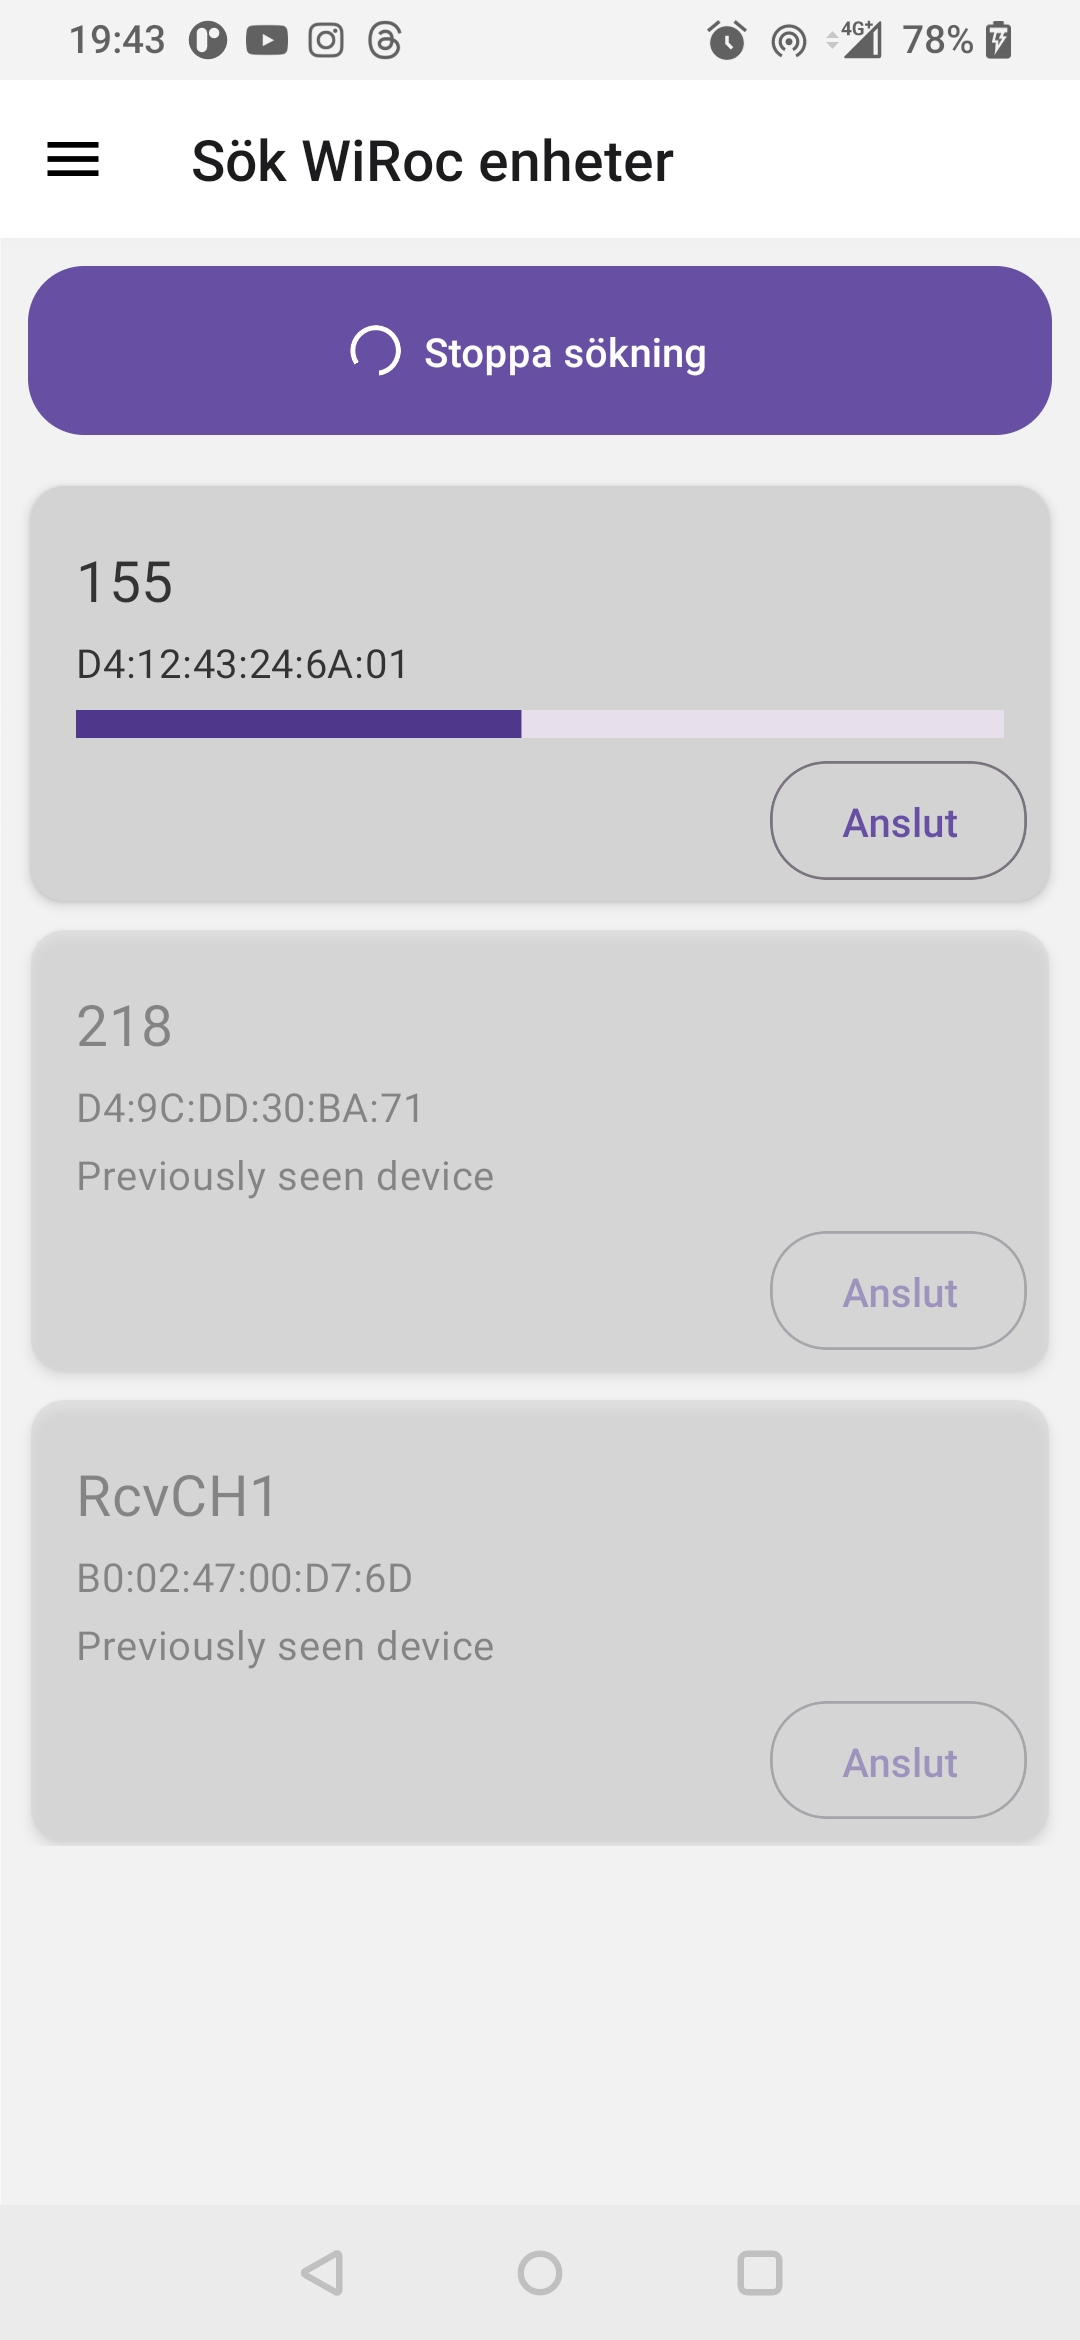 19:43 4G+ 78%
Sök WiRoc enheter
Stoppa sökning
155
D4:12:43:24:6A:01
Anslut
218
D4:9C:DD:30:BA:71
Previously seen device
Anslut
RcvCH1
B0:02:47:00:D7:6D
Previously seen device
Anslut